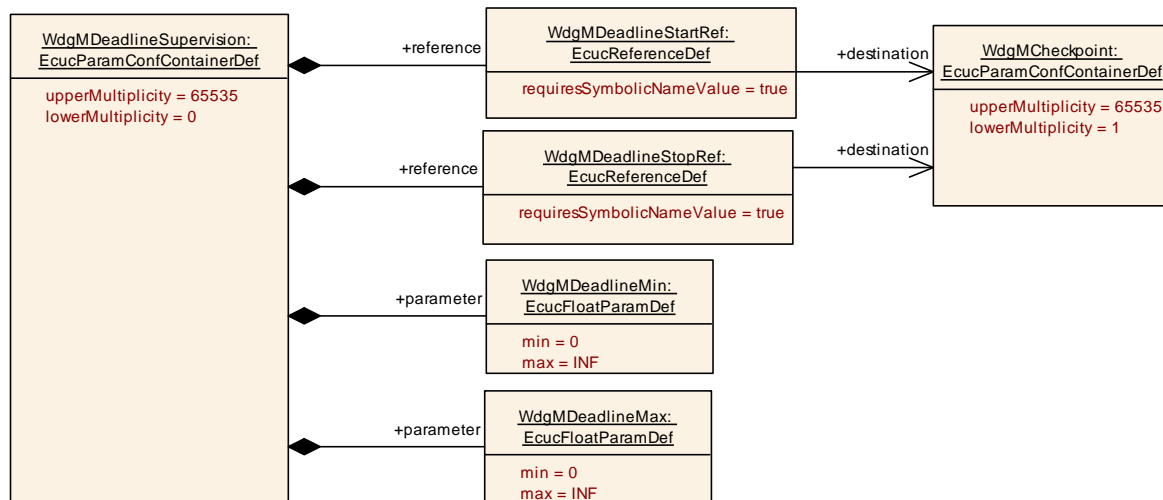 WdgMDeadlineSupervision:
EcucParamConfContainerDef
upperMultiplicity = 65535
lowerMultiplicity = 0
+reference
WdgMDeadlineStartRef:
EcucReferenceDef
requiresSymbolicNameValue = true
+destination
WdgMCheckpoint:
EcucParamConfContainerDef
upperMultiplicity = 65535
lowerMultiplicity = 1
+reference
WdgMDeadlineStopRef:
EcucReferenceDef
requiresSymbolicNameValue = true
+destination
+parameter
WdgMDeadlineMin:
EcucFloatParamDef
min = 0
max = INF
+parameter
WdgMDeadlineMax:
EcucFloatParamDef
min = 0
max = INF